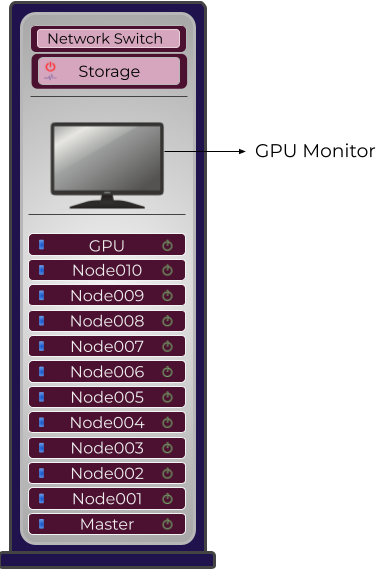 Network Switch
Storage
GPU Monitor
GPU
Node010
Node009
Node008
Node007
Node006
Node005
Node004
Node003
Node002
Node001
Master